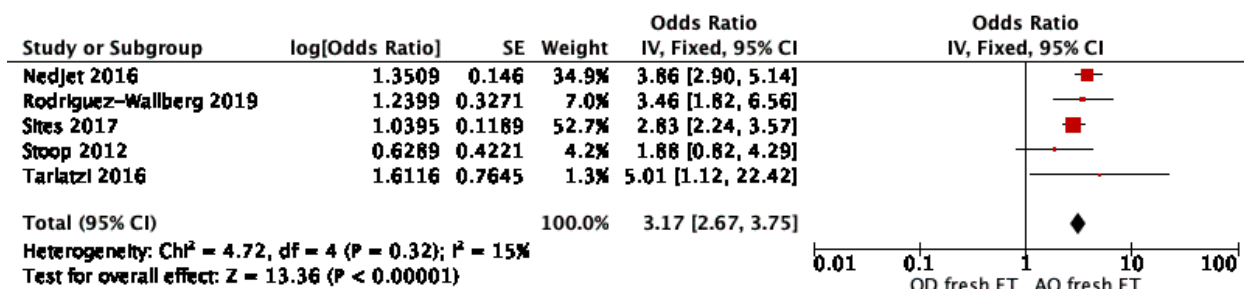 Odds Ratio Odds Ratio
Study or Subgroup log[Odds Ratio] SE Weight IV, Fixed, 95% CI IV, Fixed, 95% CI
Nedjet 2016 1.3509 0.146 34.9% 3.86 [2.90, 5.14]
Rodriguez-Wallberg 2019 1.2399 0.3271 7.0% 3.46 [1.82, 6.56]
Sites 2017 1.0395 0.1189 52.7% 2.83 [2.24, 3.57]
Stoop 2012 0.6289 0.4221 4.2% 1.88 [0.82, 4.29]
Tarlatzi 2016 1.6116 0.7645 1.3% 5.01 [1.12, 22.42]
Total (95% CI) 100.0% 3.17 [2.67, 3.75]
Heterogeneity: Chi² = 4.72, df = 4 (P = 0.32); I² = 15%
Test for overall effect: Z = 13.36 (P < 0.00001)
0.01 0.1 1 10 100
OD fresh ET AO fresh ET